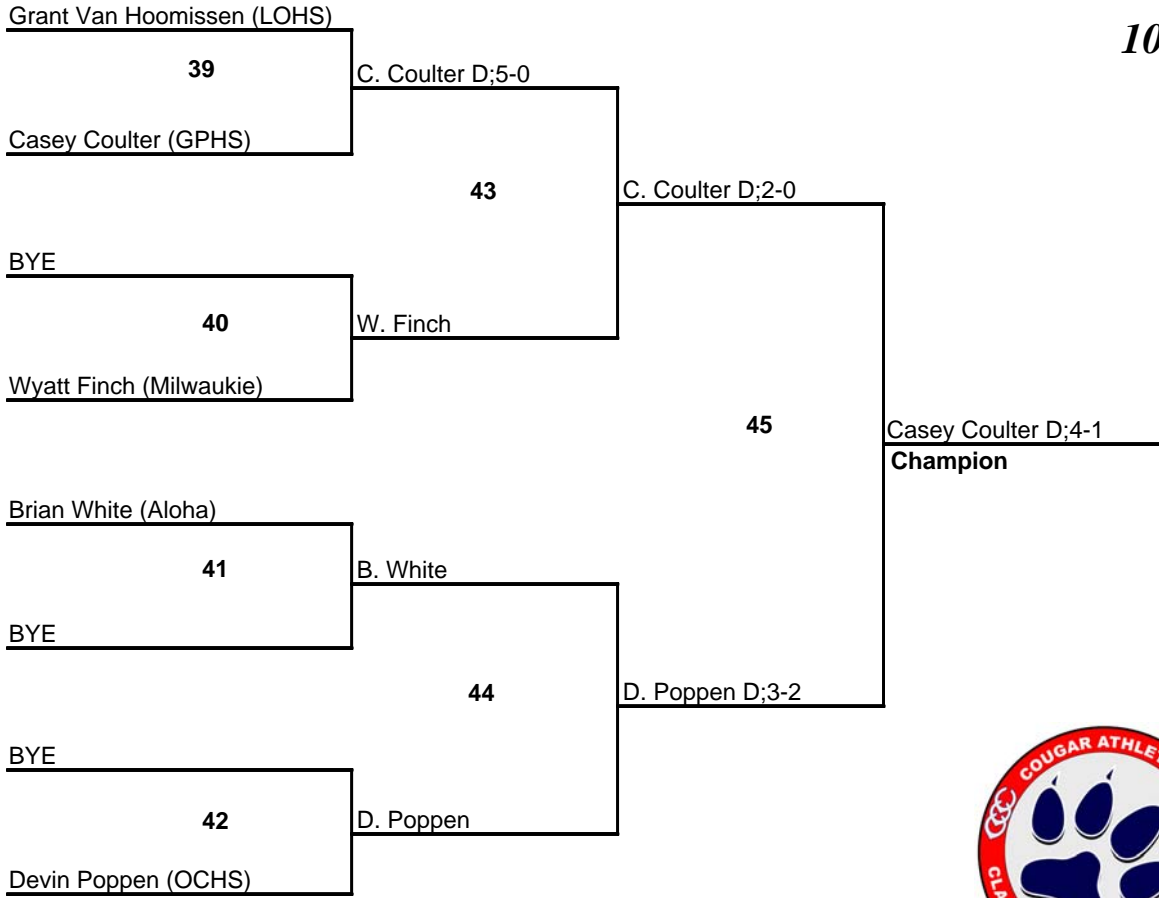 Grant Van Hoomissen (LOHS)
10
39
C. Coulter D;5-0
Casey Coulter (GPHS)
43
C. Coulter D;2-0
BYE
40
W. Finch
Wyatt Finch (Milwaukie)
45
Casey Coulter D;4-1
Champion
Brian White (Aloha)
41
B. White
BYE
44
D. Poppen D;3-2
BYE
42
D. Poppen
Devin Poppen (OCHS)
COUGAR